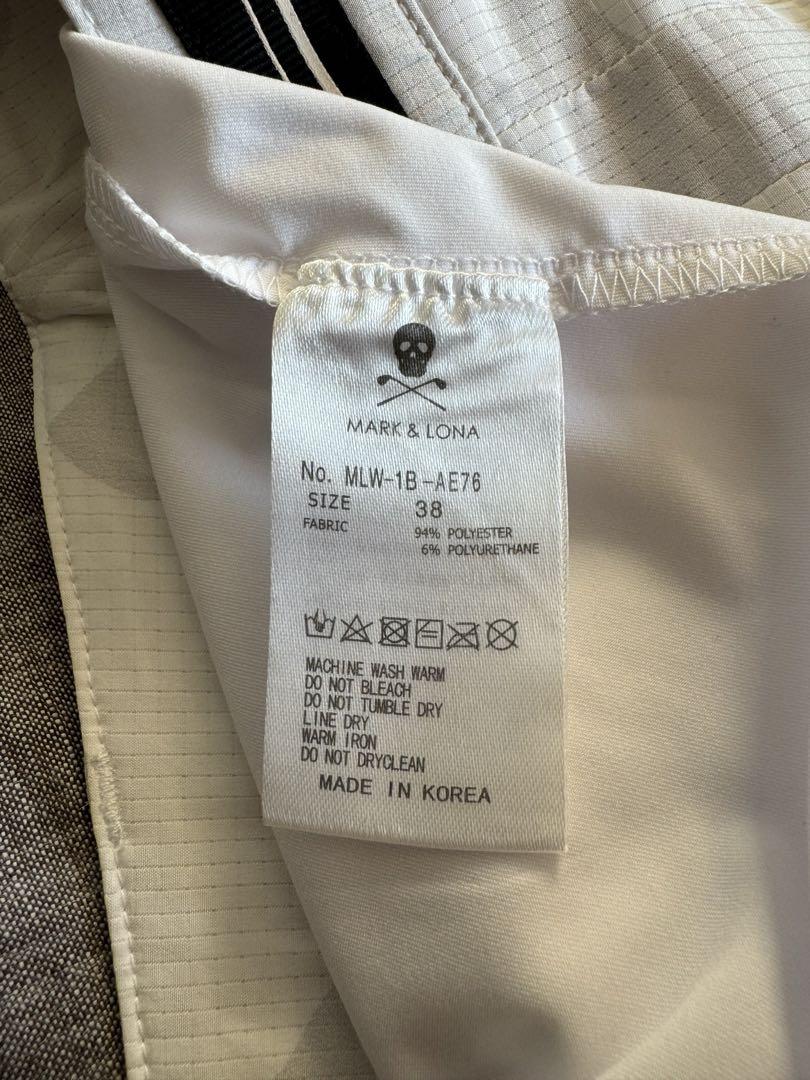 MARK & LONA
No. MLW-1B-AE76
SIZE 38
FABRIC 94% POLYESTER
6% POLYURETHANE
MACHINE WASH WARM
DO NOT BLEACH
DO NOT TUMBLE DRY
LINE DRY
WARM IRON
DO NOT DRYCLEAN
MADE IN KOREA